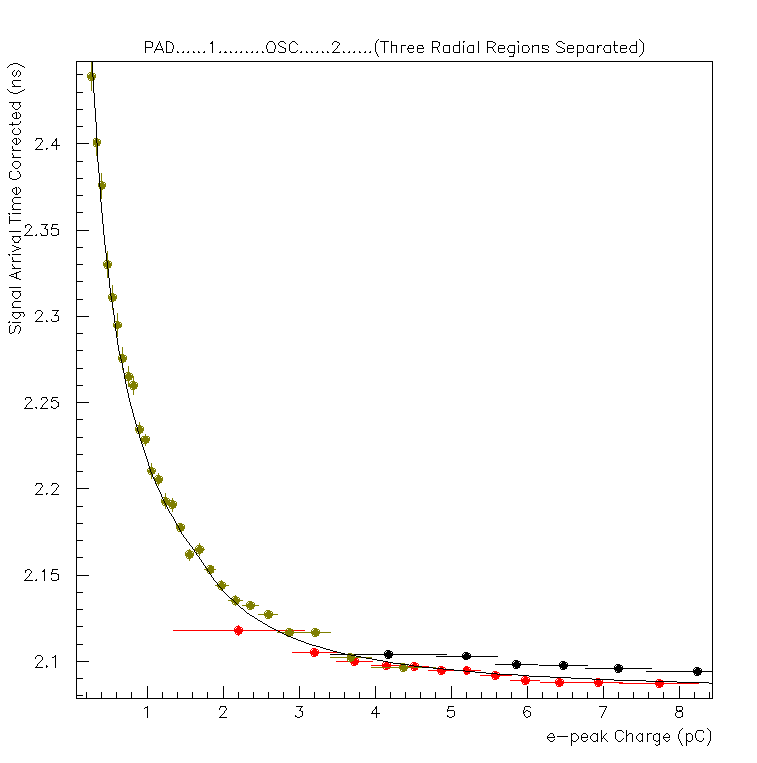 PAD......1.........OSC......2......(Three Radial Regions Separated)
Signal Arrival Time Corrected (ns)
2.4
2.35
2.3
2.25
2.2
2.15
2.1
1 2 3 4 5 6 7 8
e-peak Charge (pC)